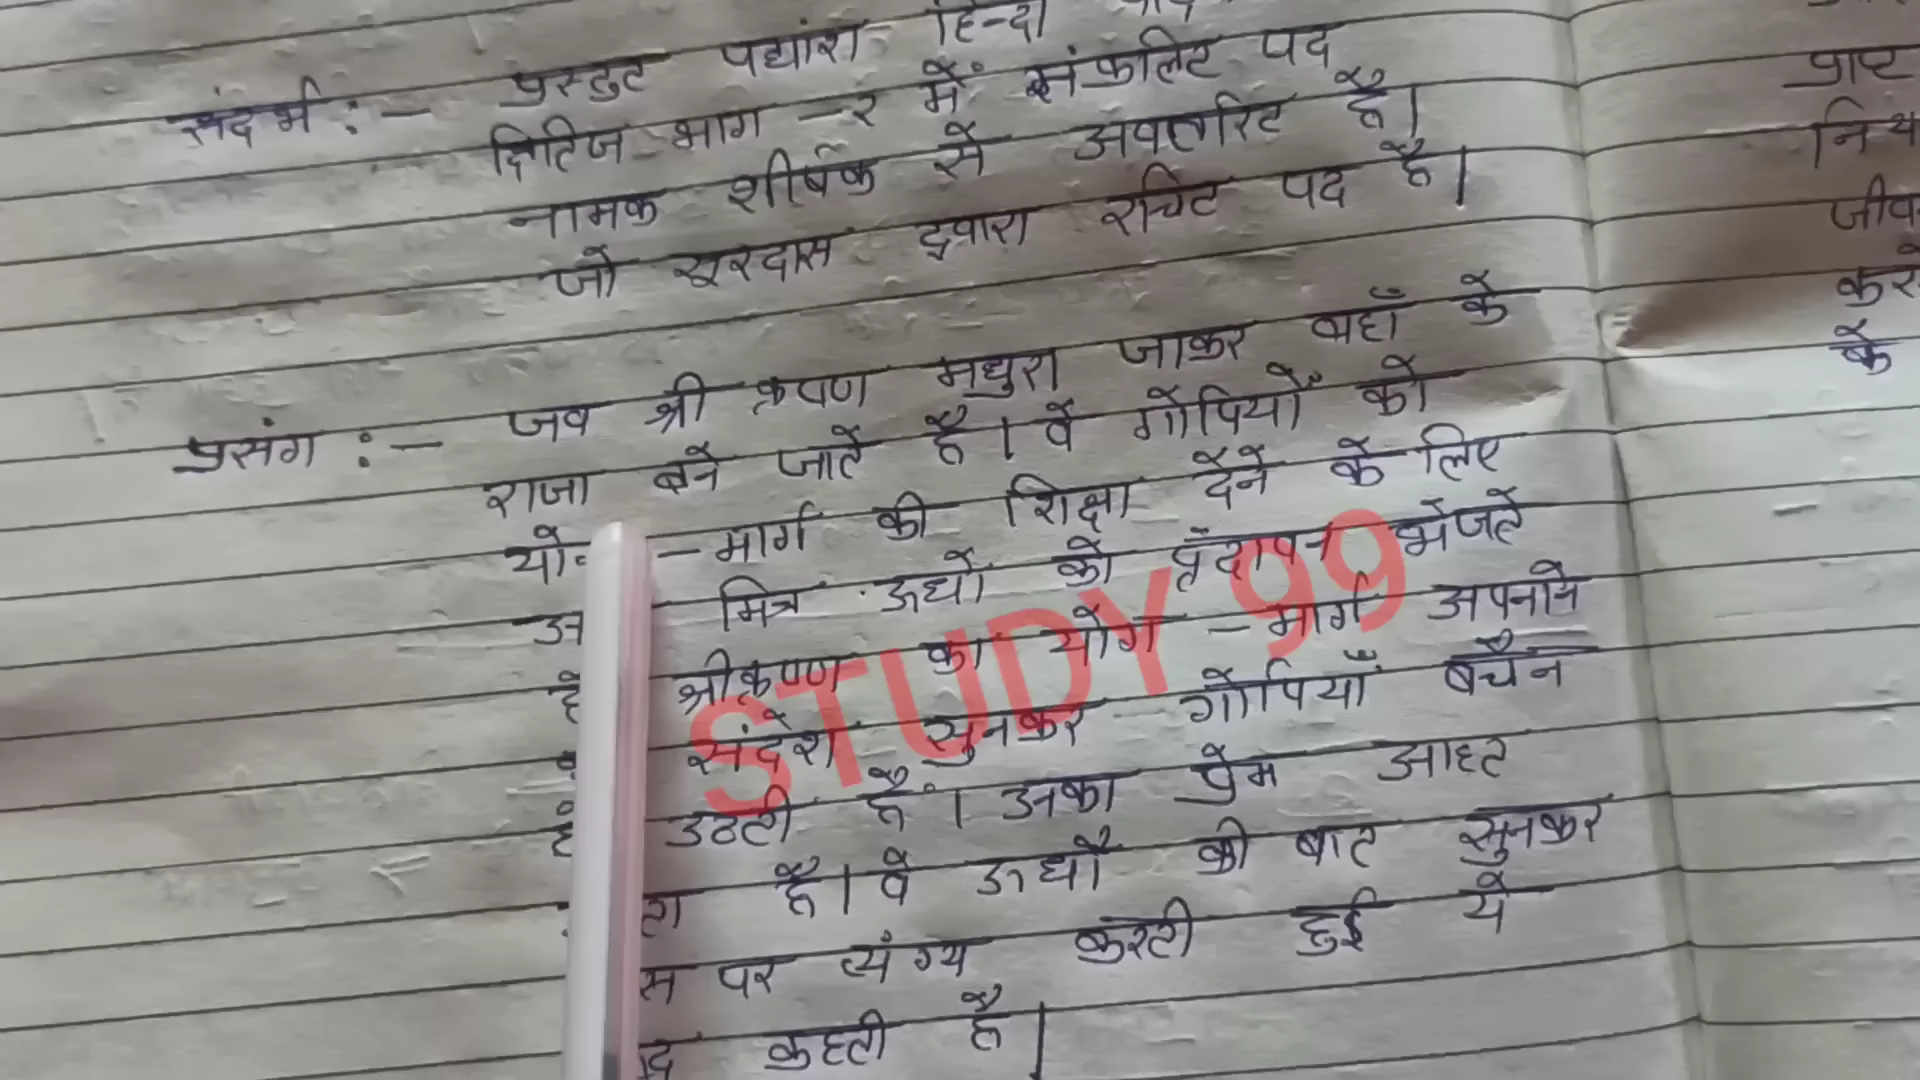 संदर्भ :- प्रस्तुत पद्यांश हिन्दी
क्षितिज भाग -२ में संकलित पद
नामक शीर्षक से अवतरित है।
जो सूरदास द्वारा रचित पद है।
प्रसंग :- जब श्री कृष्ण मथुरा जाकर वहाँ के
राजा बने जाते है। वे गोपियों को
- मार्ग की शिक्षा देने के लिए
मित्र ऊधौ को वृंदावन भेजते
श्रीकृष्ण का योग - मार्ग अपनाने
संदेश सुनकर गोपियाँ बेचैन
उठती हैं। उनका प्रेम आहत
है। वे ऊधौ की बात सुनकर
पर व्यंग्य करती हुई ये
कहती है।
प्राप्त
के
STUDY 99